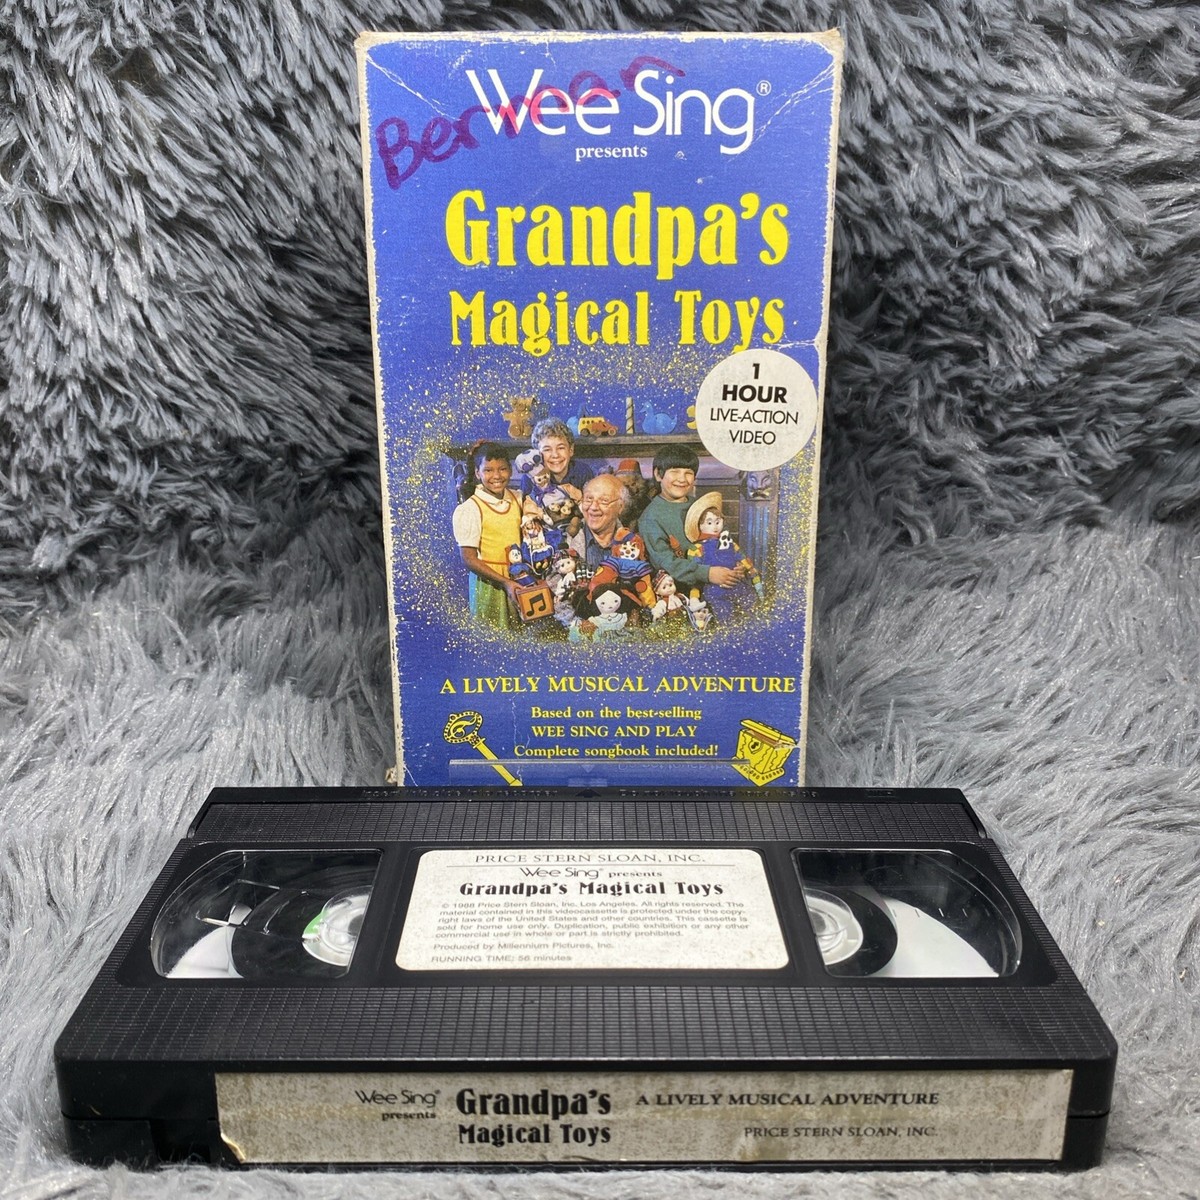 Wee Sing®
presents
Grandpa's
Magical Toys
1
HOUR
LIVE-ACTION
VIDEO
A LIVELY MUSICAL ADVENTURE
Based on the best-selling
WEE SING AND PLAY
Complete songbook included!
PRICE STERN SLOAN, INC.
Wee Sing® presents
Grandpa's Magical Toys
© 1988 Price Stern Sloan, Inc. Los Angeles. All rights reserved. The
material contained in this videocassette is protected under the copy-
right laws of the United States and other countries. This cassette is
sold for home use only. Duplication, public exhibition or any other
commercial use in whole or part is strictly prohibited.
Produced by Millennium Pictures, Inc.
RUNNING TIME: 56 minutes
Wee Sing®
presents
Grandpa's
Magical Toys
A LIVELY MUSICAL ADVENTURE
PRICE STERN SLOAN, INC.